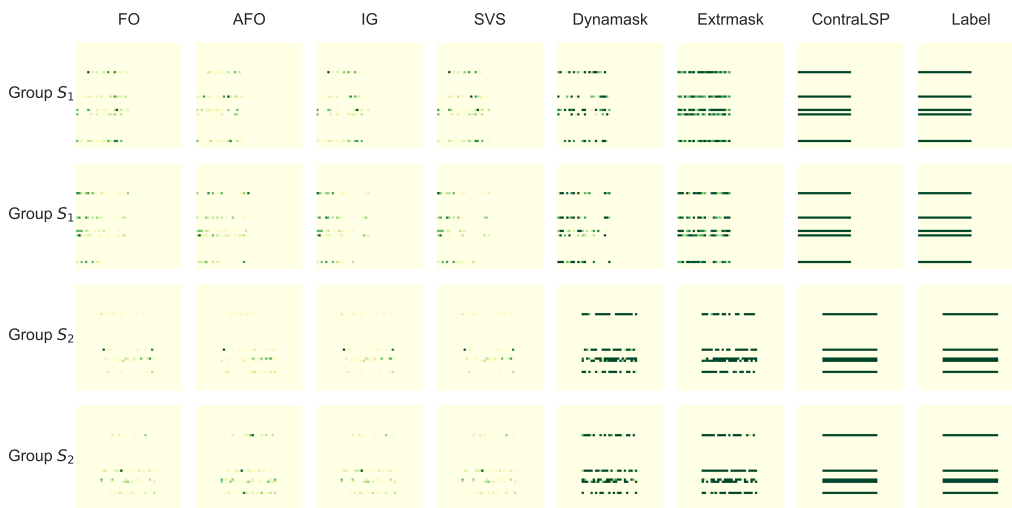 FO AFO IG SVS Dynamask Extrmask ContraLSP Label
Group S₁
Group S₁
Group S₂
Group S₂